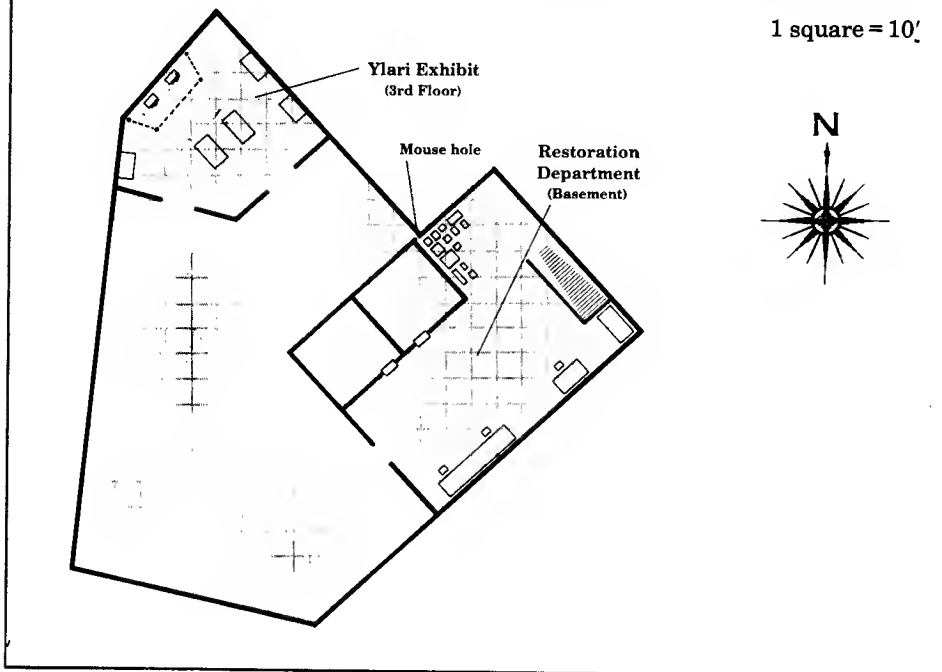 1 square = 10'
Ylari Exhibit
(3rd Floor)
Mouse hole
Restoration
Department
(Basement)
N